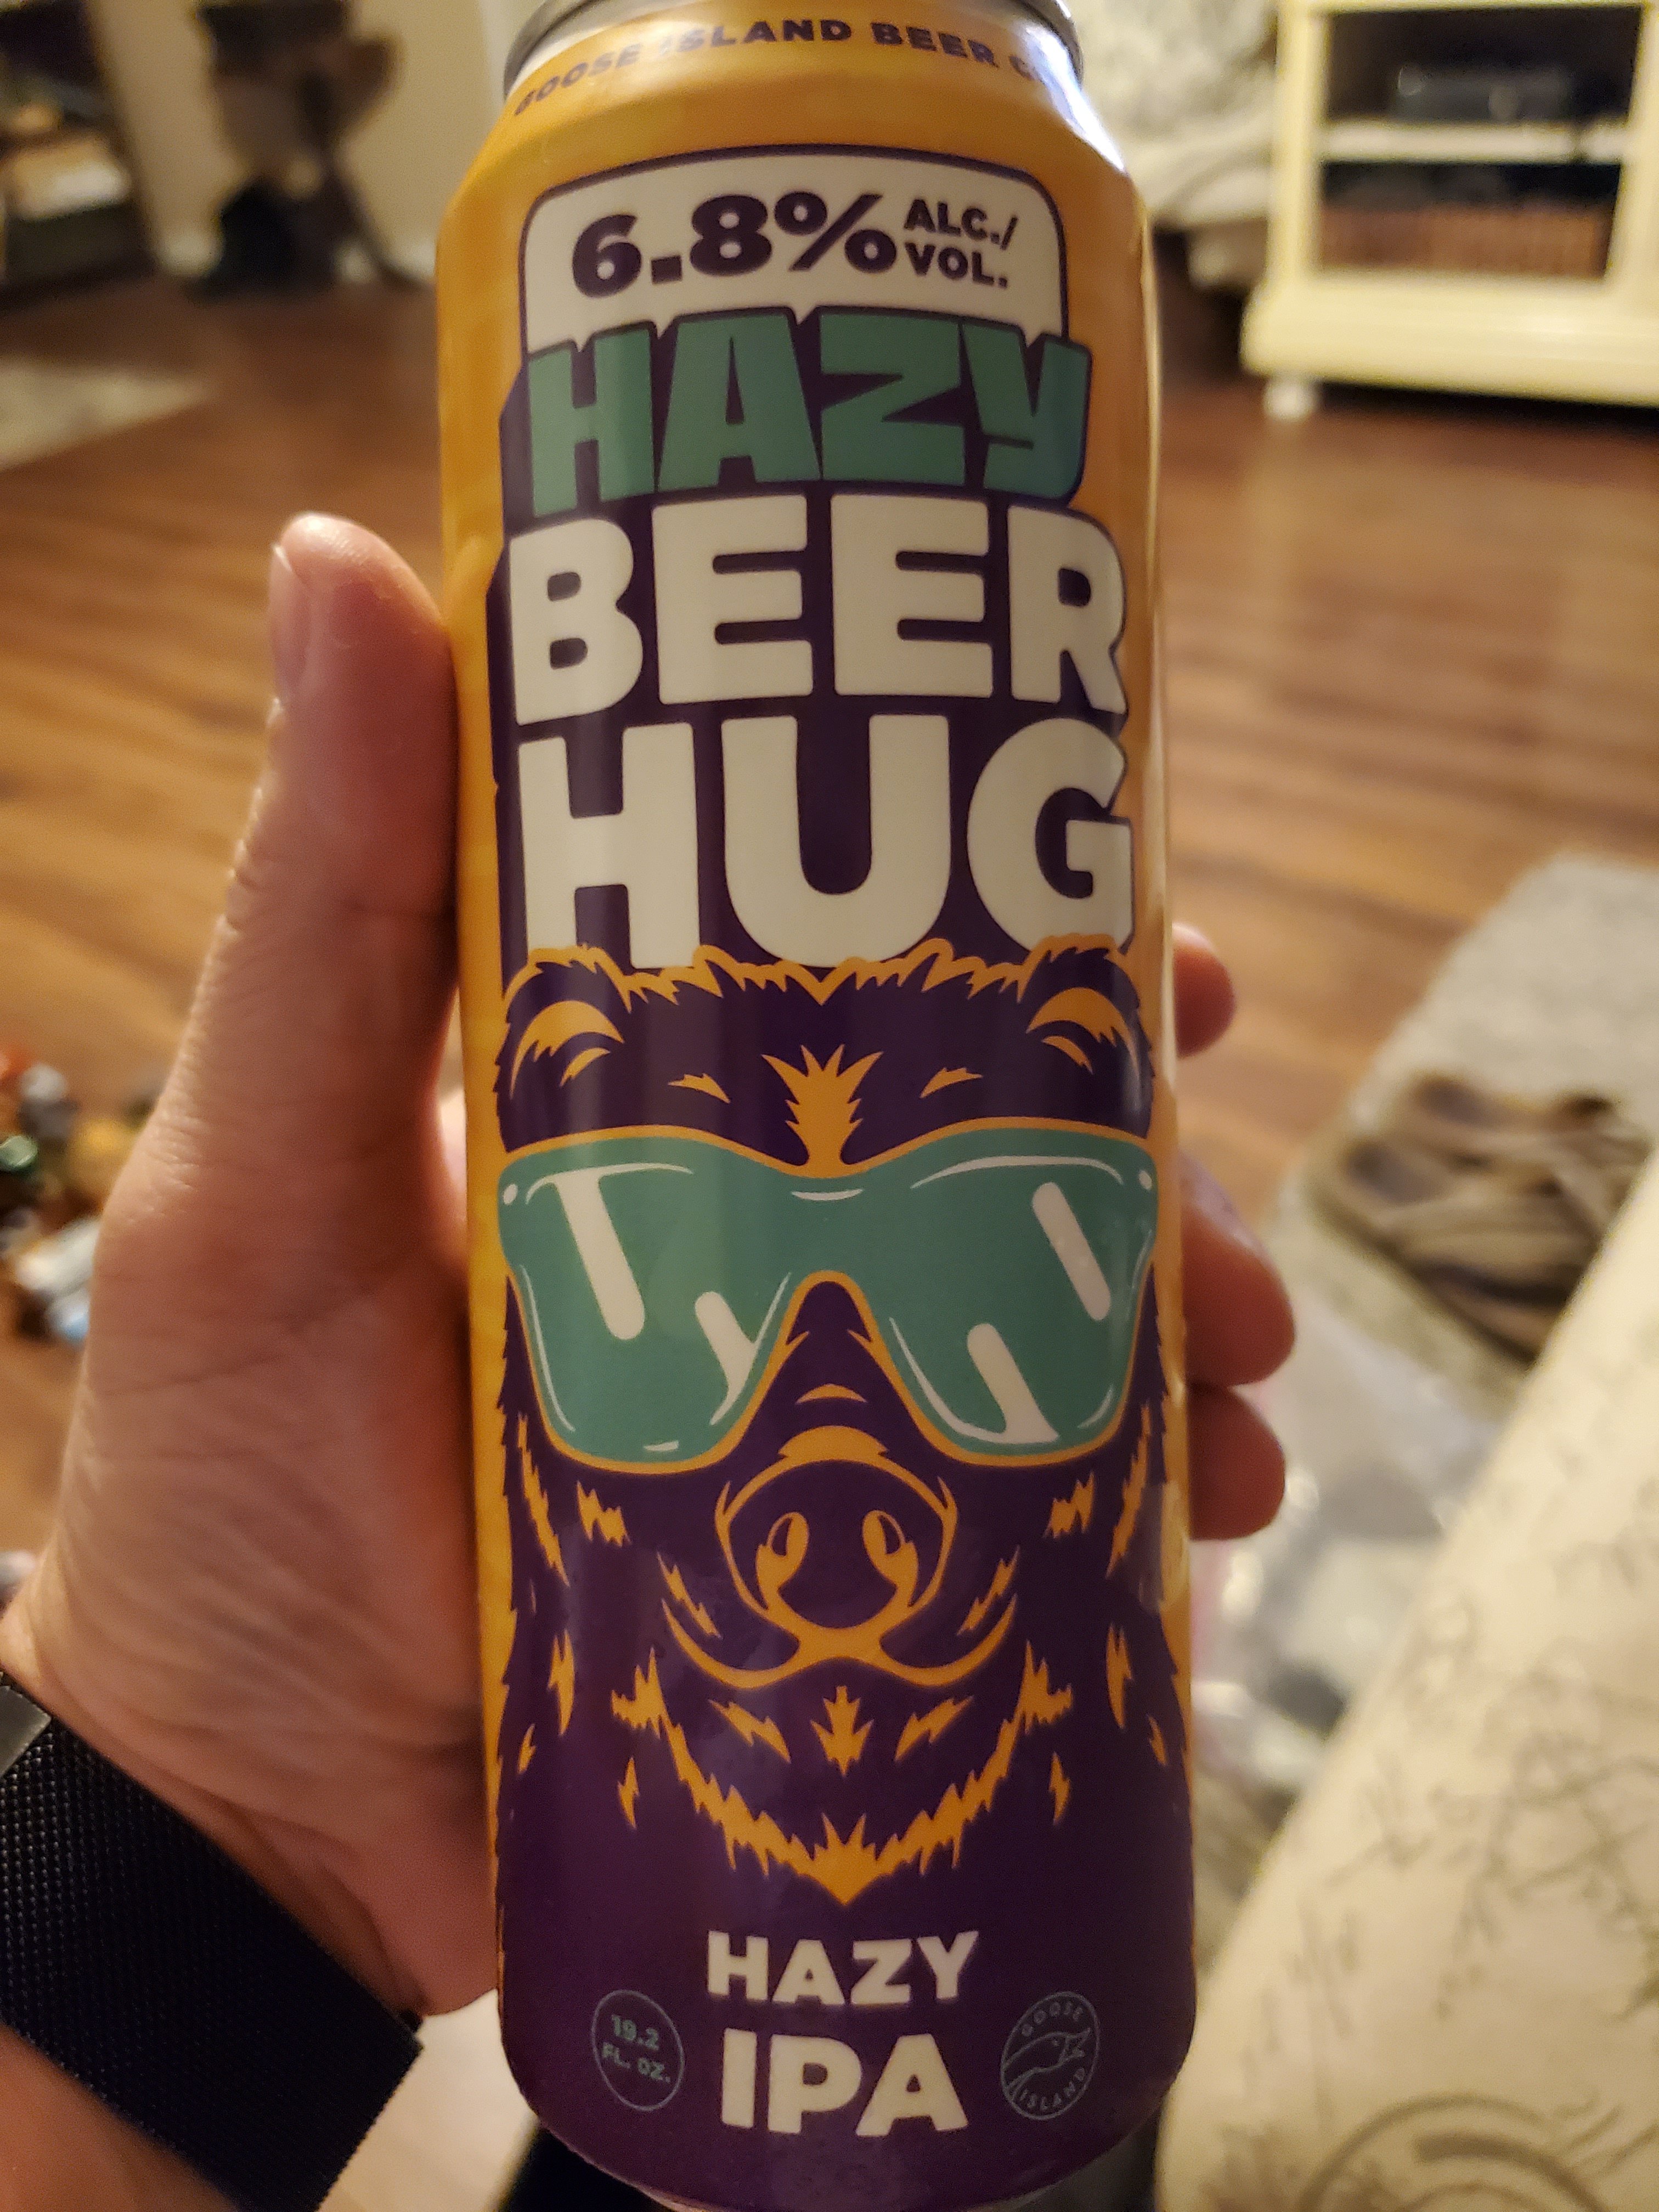 GOOSE ISLAND BEER
6.8% ALC./
VOL.
HAZY
BEER
HUG
HAZY
IPA
19.2
FL. OZ.
GOOSE
ISLAND